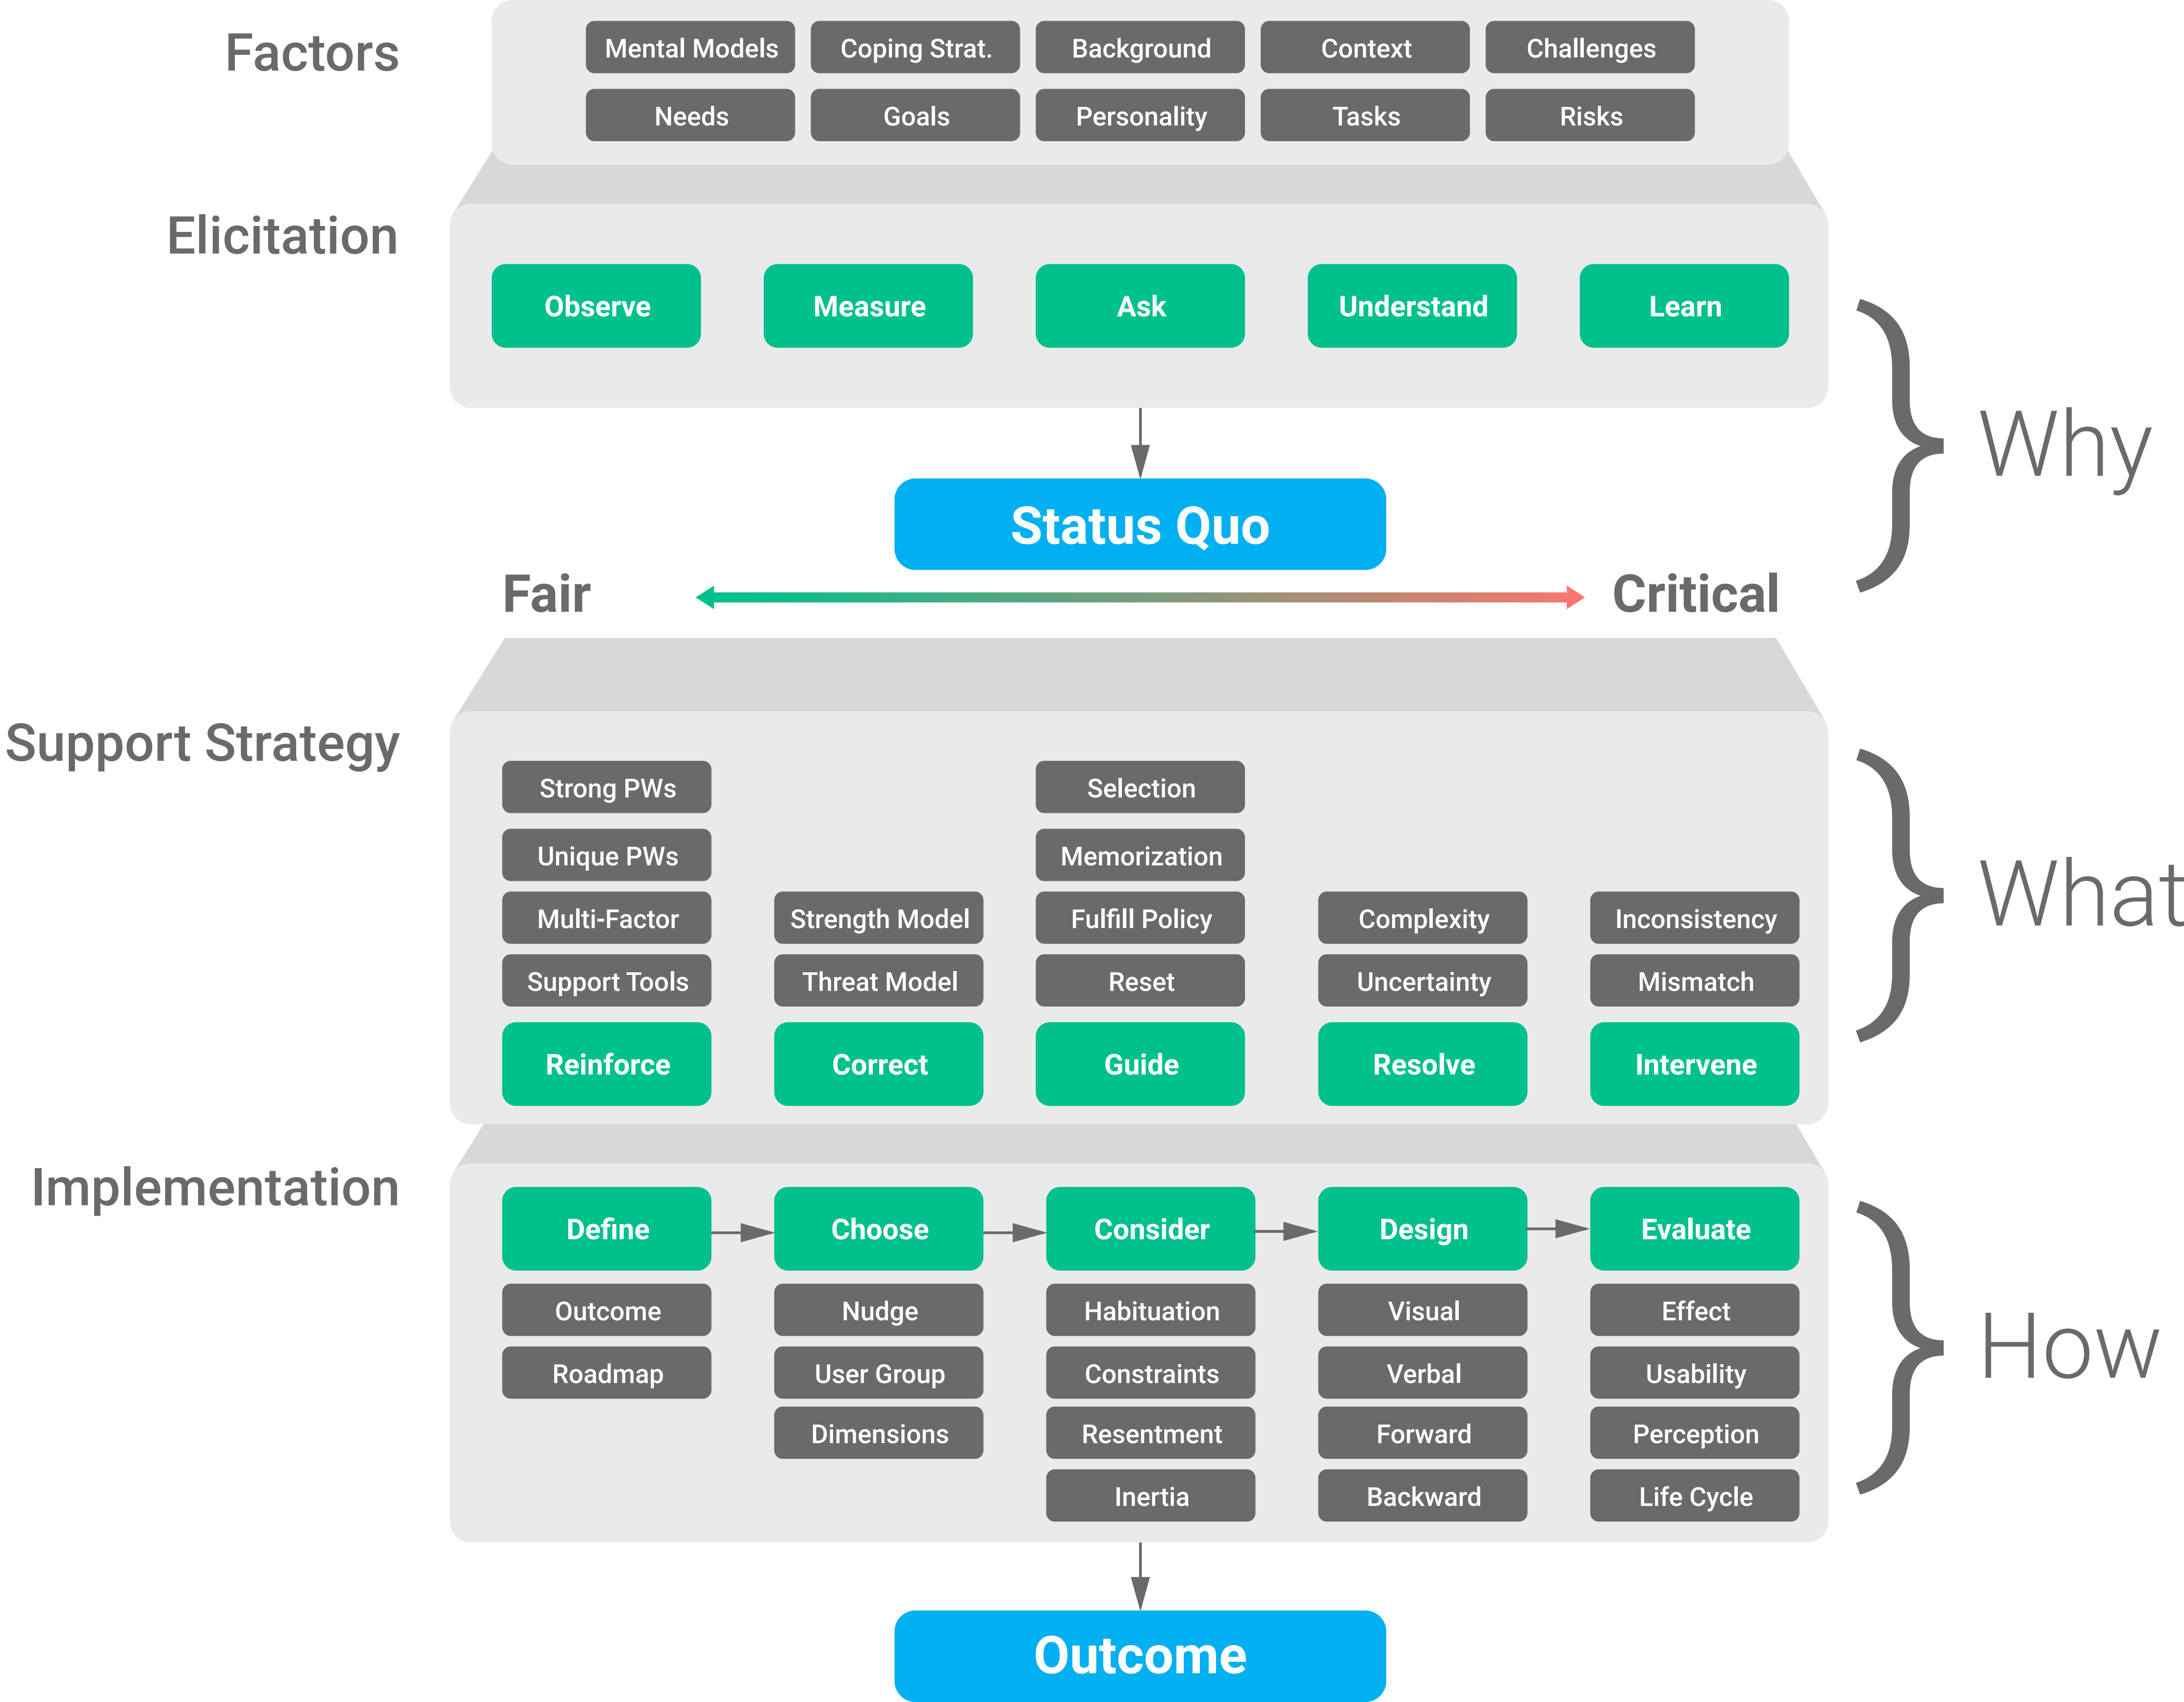 Factors
Mental Models
Coping Strat.
Background
Context
Challenges
Needs
Goals
Personality
Tasks
Risks
Elicitation
Observe
Measure
Ask
Understand
Learn
Why
Status Quo
Fair
Critical
Support Strategy
Strong PWs
Selection
Unique PWs
Memorization
Multi-Factor
Strength Model
Fulfill Policy
Complexity
Inconsistency
Support Tools
Threat Model
Reset
Uncertainty
Mismatch
Reinforce
Correct
Guide
Resolve
Intervene
What
Implementation
Define
Choose
Consider
Design
Evaluate
Outcome
Nudge
Habituation
Visual
Effect
Roadmap
User Group
Constraints
Verbal
Usability
Dimensions
Resentment
Forward
Perception
Inertia
Backward
Life Cycle
How
Outcome